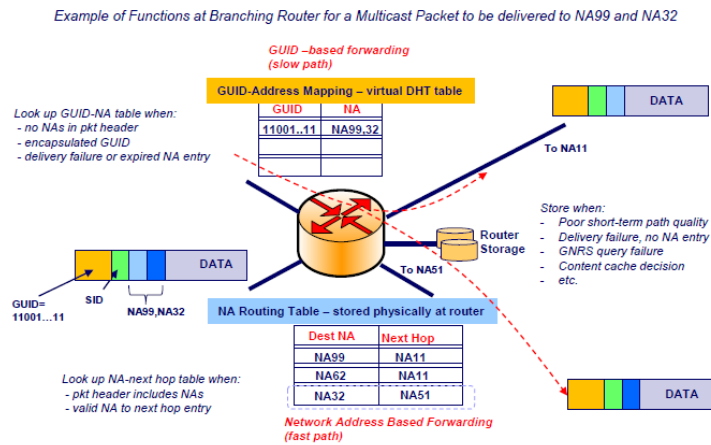 Example of Functions at Branching Router for a Multicast Packet to be delivered to NA99 and NA32
GUID –based forwarding
(slow path)
GUID-Address Mapping – virtual DHT table
GUID NA
11001..11 NA99,32
Look up GUID-NA table when:
- no NAs in pkt header
- encapsulated GUID
- delivery failure or expired NA entry
DATA
To NA11
Router
Storage
Store when:
- Poor short-term path quality
- Delivery failure, no NA entry
- GNRS query failure
- Content cache decision
- etc.
DATA
GUID=
11001...11
SID
NA99,NA32
To NA51
NA Routing Table – stored physically at router
Dest NA Next Hop
NA99 NA11
NA62 NA11
NA32 NA51
Look up NA-next hop table when:
- pkt header includes NAs
- valid NA to next hop entry
DATA
Network Address Based Forwarding
(fast path)